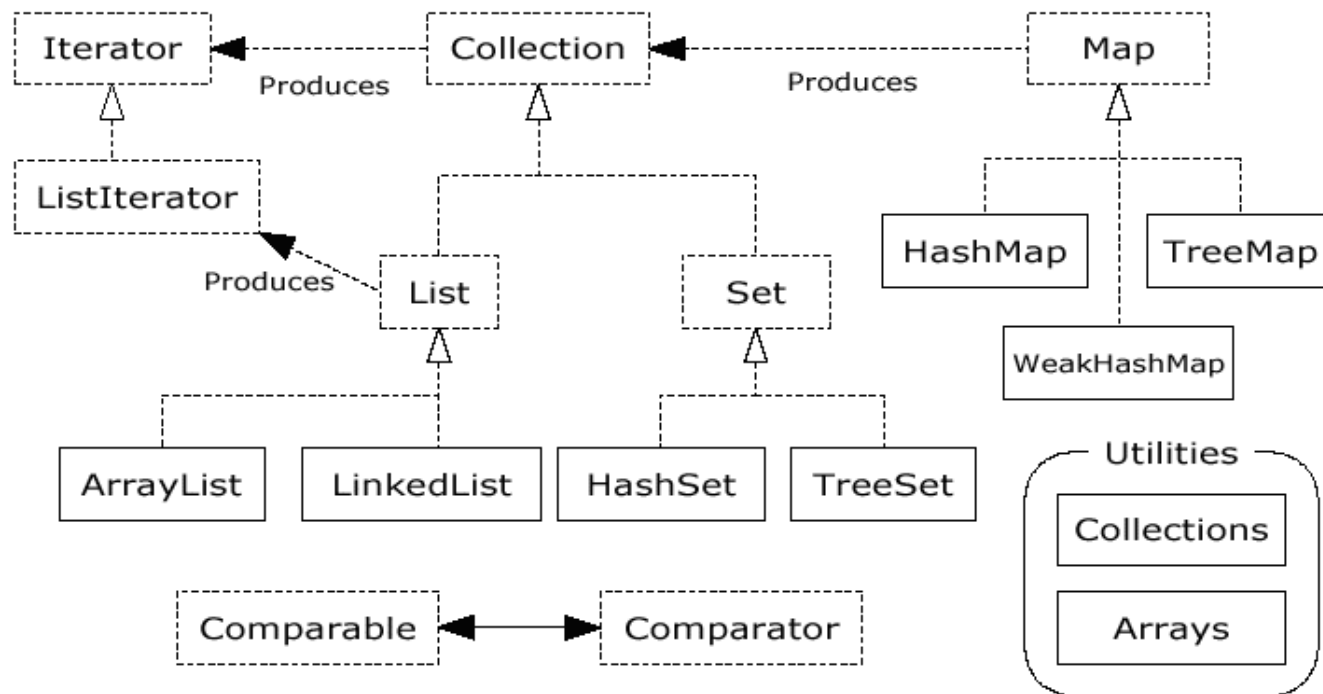 Iterator
Collection
Map
Produces
Produces
ListIterator
Produces
List
Set
HashMap
TreeMap
WeakHashMap
ArrayList
LinkedList
HashSet
TreeSet
Utilities
Collections
Arrays
Comparable
Comparator